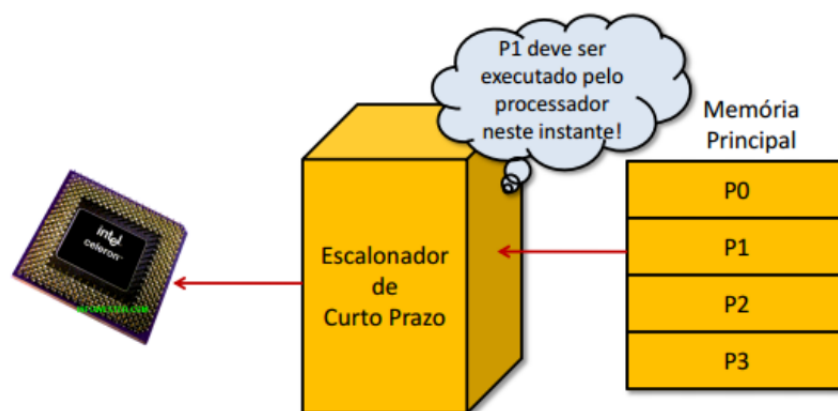 P1 deve ser
executado pelo
processador
neste instante!
Memória
Principal
P0
P1
P2
P3
Escalonador
de
Curto Prazo
intel
celeron